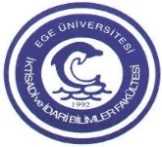 EGE ÜNİVERSİTESİ
1992
İKTİSADİ ve İDARİ BİLİMLER FAKÜLTESİ